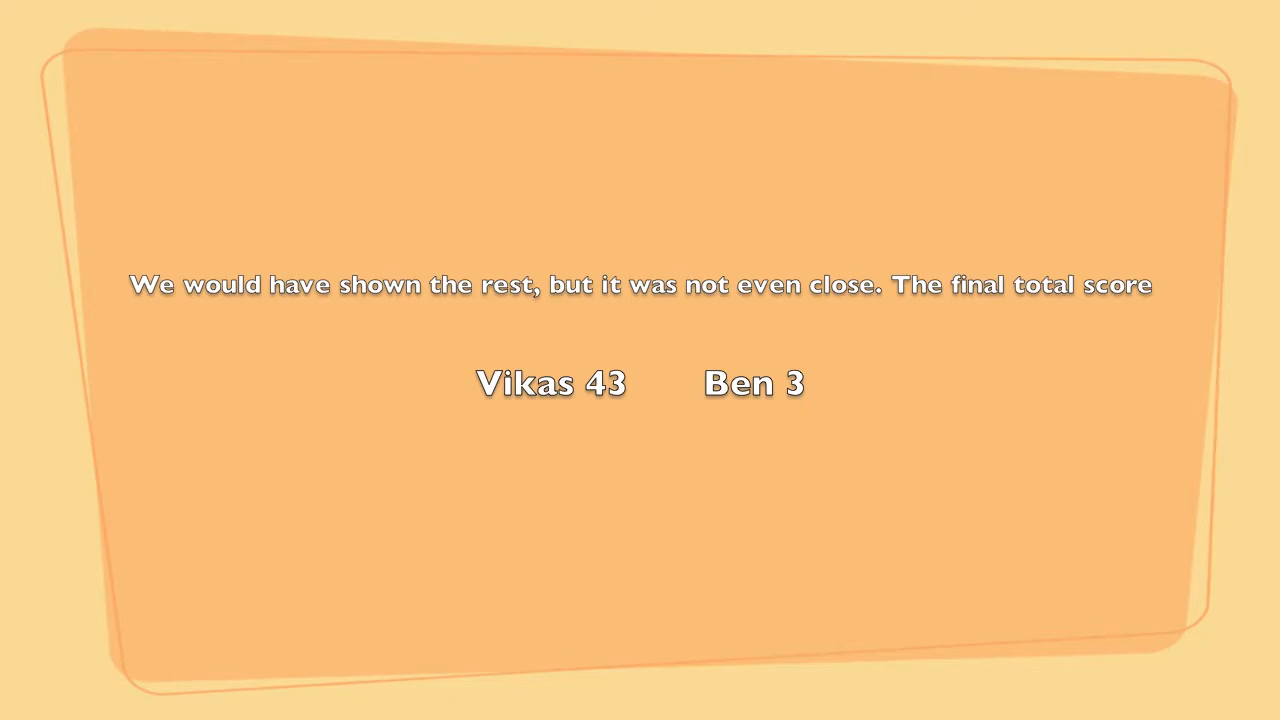 We would have shown the rest, but it was not even close. The final total score
Vikas 43 Ben 3